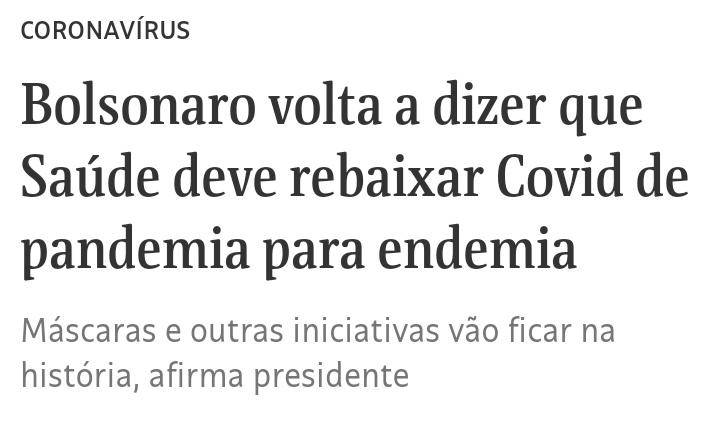 CORONAVÍRUS
Bolsonaro volta a dizer que
Saúde deve rebaixar Covid de
pandemia para endemia
Máscaras e outras iniciativas vão ficar na
história, afirma presidente